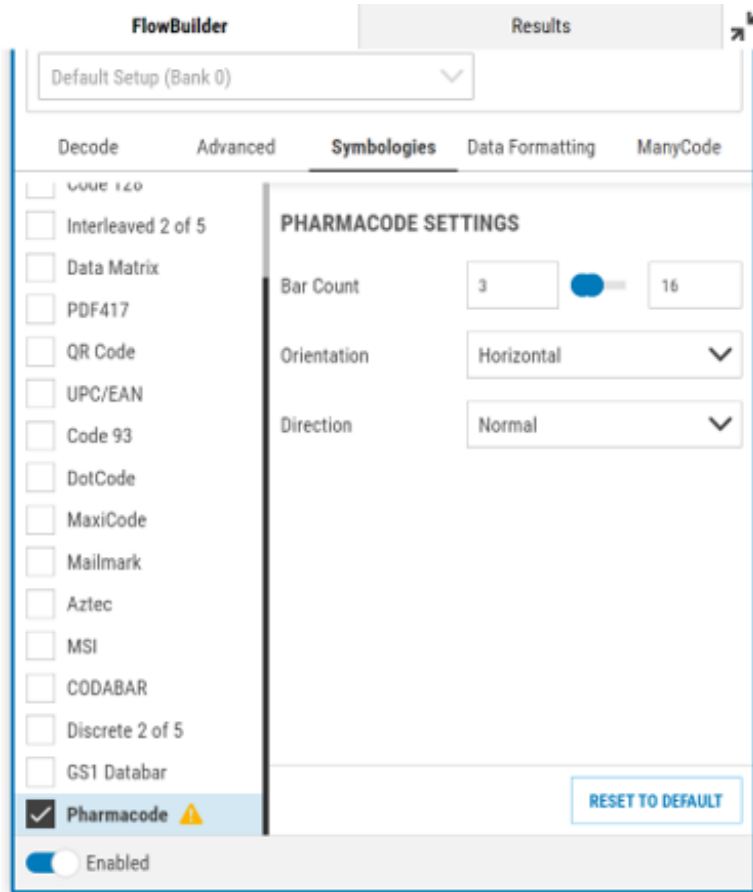 FlowBuilder
Results
Default Setup (Bank 0)
Decode
Advanced
Symbologies
Data Formatting
ManyCode
Code 128
Interleaved 2 of 5
Data Matrix
PDF417
QR Code
UPC/EAN
Code 93
DotCode
MaxiCode
Mailmark
Aztec
MSI
CODABAR
Discrete 2 of 5
GS1 Databar
Pharmacode
PHARMACODE SETTINGS
Bar Count
3
16
Orientation
Horizontal
Direction
Normal
RESET TO DEFAULT
Enabled